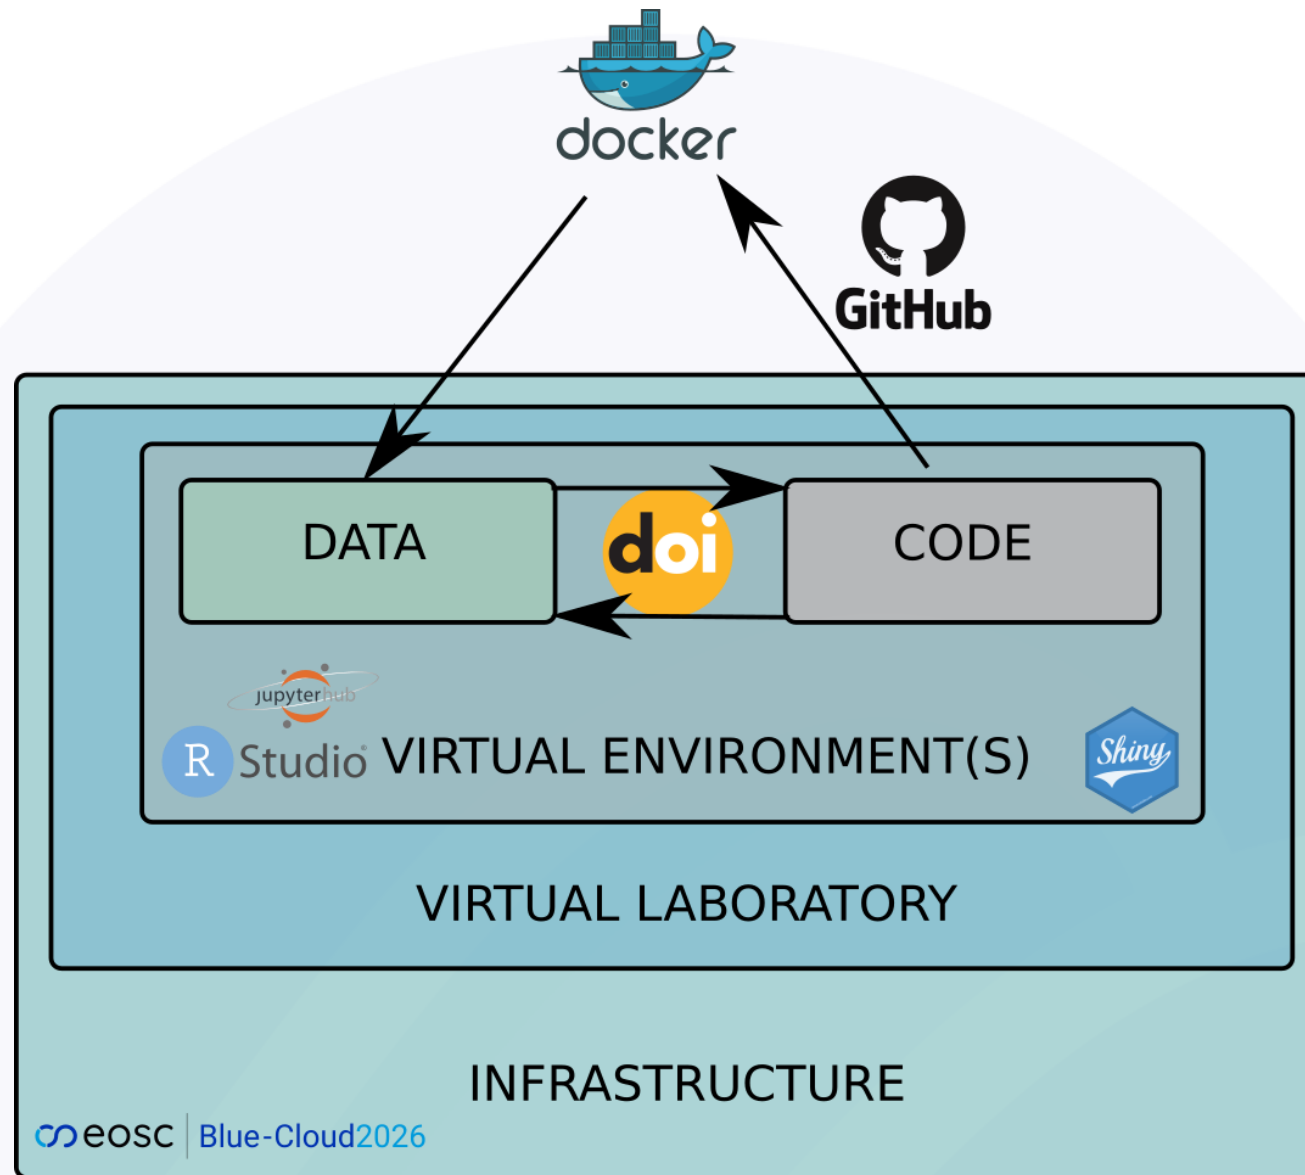 docker
GitHub
DATA
doi
CODE
jupyterhub
R Studio
VIRTUAL ENVIRONMENT(S)
Shiny
VIRTUAL LABORATORY
INFRASTRUCTURE
eosc | Blue-Cloud2026